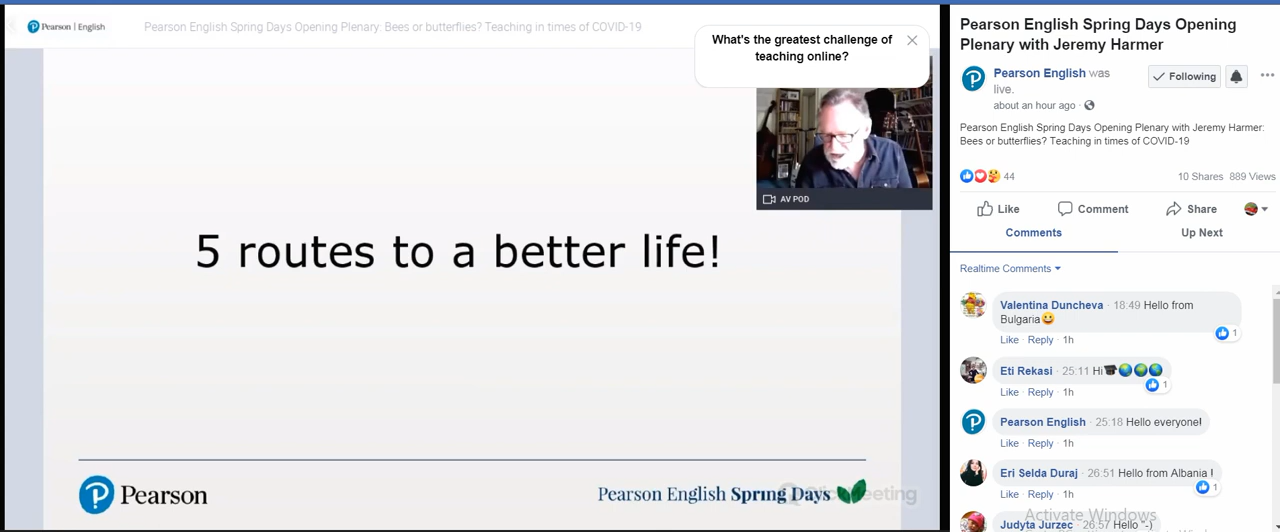 Pearson | English
Pearson English Spring Days Opening Plenary: Bees or butterflies? Teaching in times of COVID-19
What's the greatest challenge of
teaching online?
AV POD
5 routes to a better life!
Pearson
Pearson English Spring Days
Pearson English Spring Days Opening
Plenary with Jeremy Harmer
Pearson English was
live.
Following
about an hour ago
Pearson English Spring Days Opening Plenary with Jeremy Harmer:
Bees or butterflies? Teaching in times of COVID-19
44
10 Shares 889 Views
Like Comment Share
Comments Up Next
Realtime Comments
Valentina Duncheva · 18:49 Hello from
Bulgaria😀
1
Like · Reply · 1h
Eti Rekasi · 25:11 Hi
1
Like · Reply · 1h
Pearson English · 25:18 Hello everyone!
Like · Reply · 1h
Eri Selda Duraj · 26:51 Hello from Albania !
1
Like · Reply · 1h
Activate Windows
Judyta Jurzec · 26:57 Hello :-)